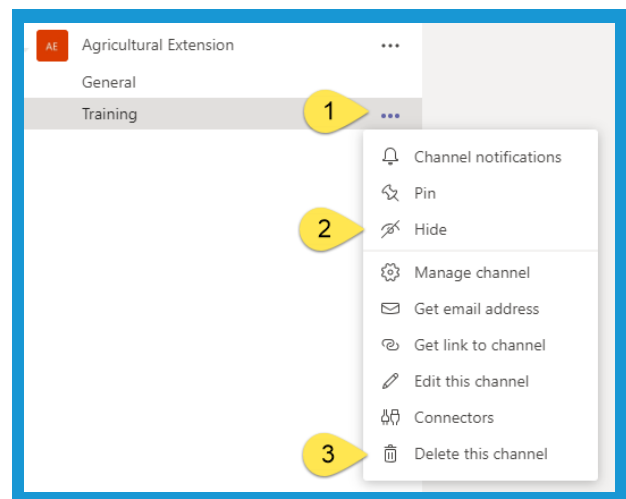 AE Agricultural Extension ...
General
Training 1 ...
Channel notifications
Pin
2 Hide
Manage channel
Get email address
Get link to channel
Edit this channel
Connectors
3 Delete this channel